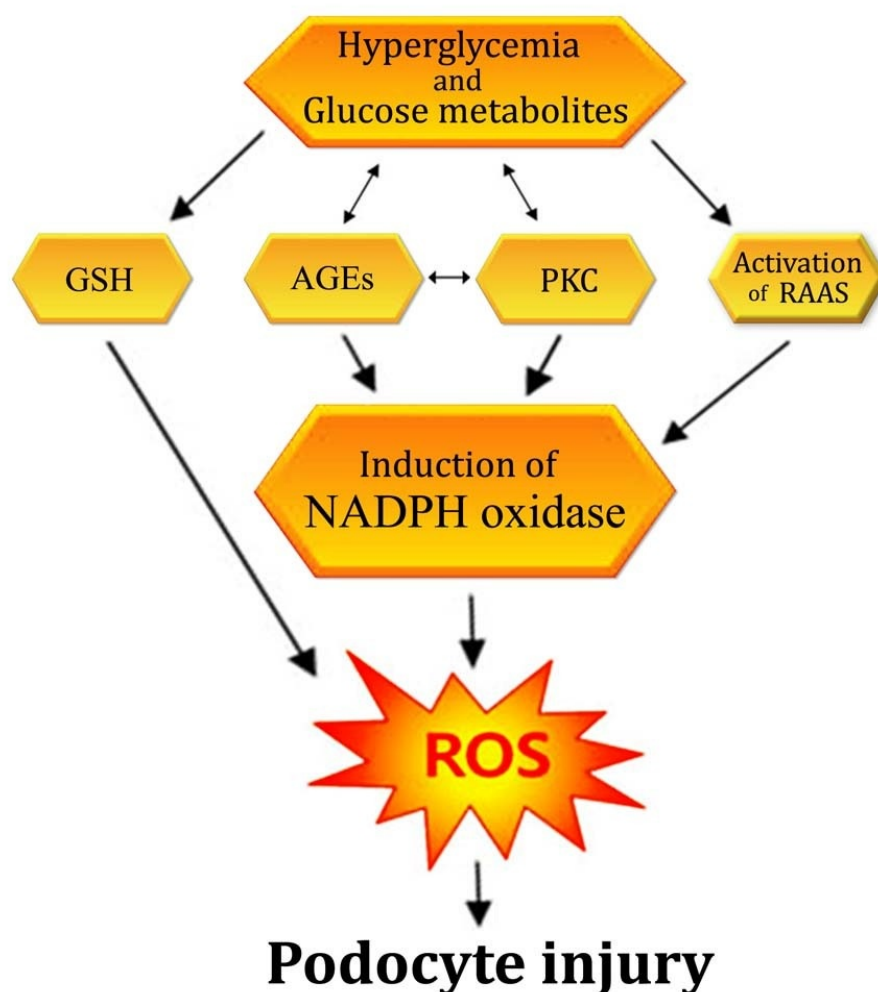 Hyperglycemia
and
Glucose metabolites
GSH
AGEs
PKC
Activation
of RAAS
Induction of
NADPH oxidase
ROS
Podocyte injury